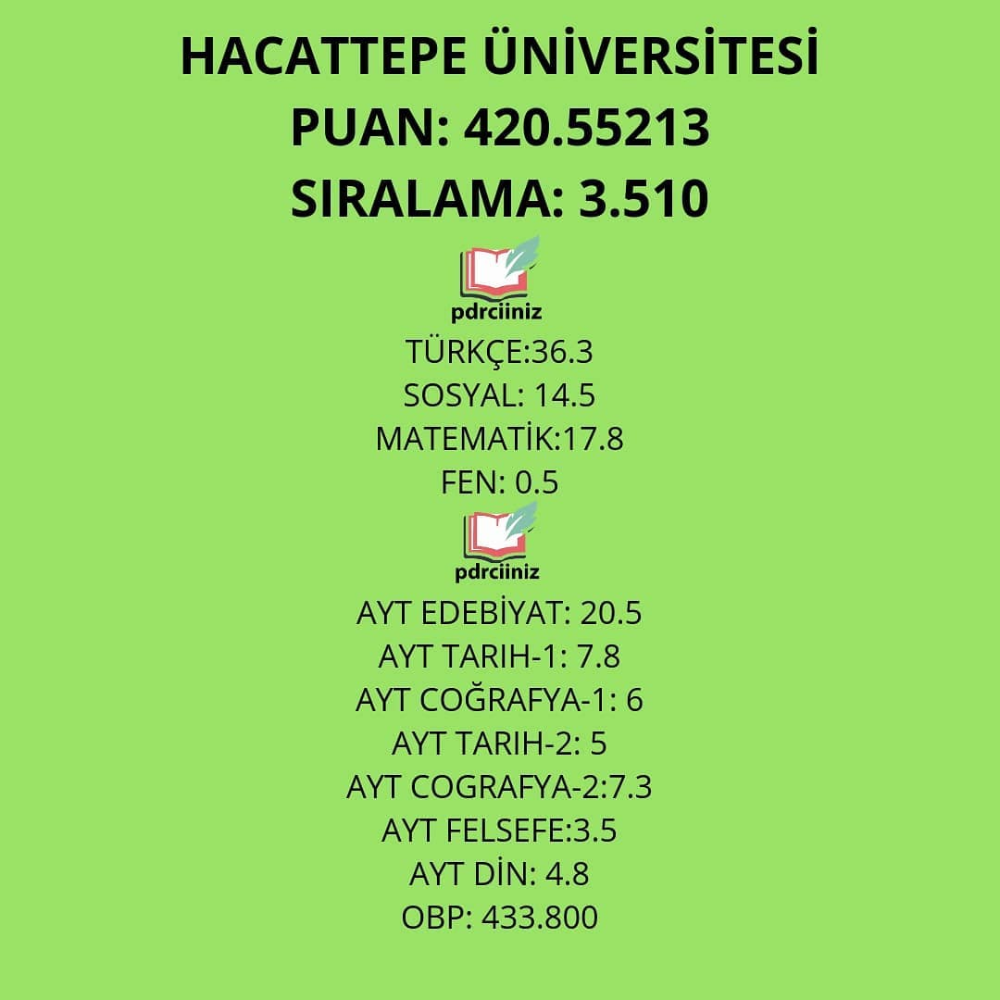 HACATTEPE ÜNİVERSİTESİ
PUAN: 420.55213
SIRALAMA: 3.510
pdrciiniz
TÜRKÇE:36.3
SOSYAL: 14.5
MATEMATİK:17.8
FEN: 0.5
pdrciiniz
AYT EDEBİYAT: 20.5
AYT TARIH-1: 7.8
AYT COĞRAFYA-1: 6
AYT TARIH-2: 5
AYT COGRAFYA-2:7.3
AYT FELSEFE:3.5
AYT DİN: 4.8
OBP: 433.800